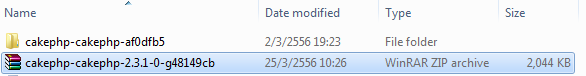 Name Date modified Type Size
cakephp-cakephp-af0dfb5 2/3/2556 19:23 File folder
cakephp-cakephp-2.3.1-0-g48149cb 25/3/2556 10:26 WinRAR ZIP archive 2,044 KB